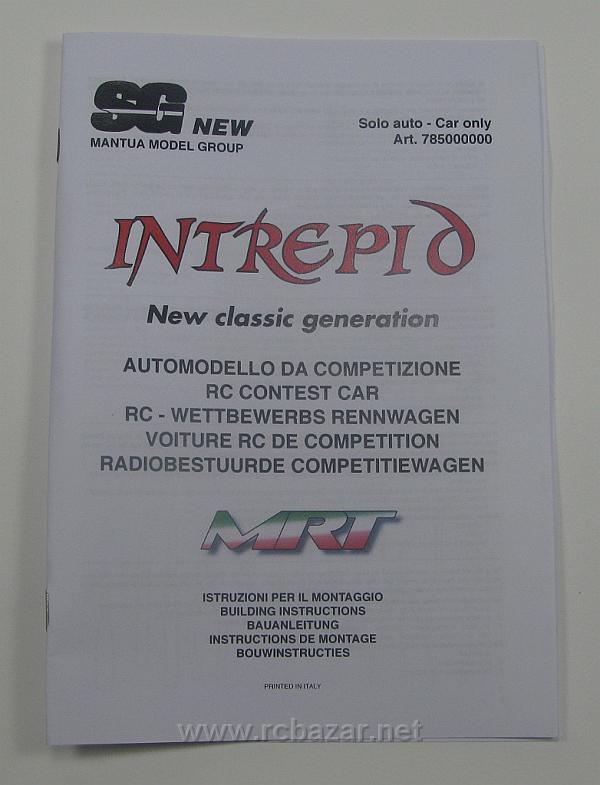 SG NEW
MANTUA MODEL GROUP
Solo auto - Car only
Art. 785000000
INTREPID
New classic generation
AUTOMODELLO DA COMPETIZIONE
RC CONTEST CAR
RC - WETTBEWERBS RENNWAGEN
VOITURE RC DE COMPETITION
RADIOBESTUURDE COMPETITIEWAGEN
MRT
ISTRUZIONI PER IL MONTAGGIO
BUILDING INSTRUCTIONS
BAUANLEITUNG
INSTRUCTIONS DE MONTAGE
BOUWINSTRUCTIES
PRINTED IN ITALY
www.rcbazar.net